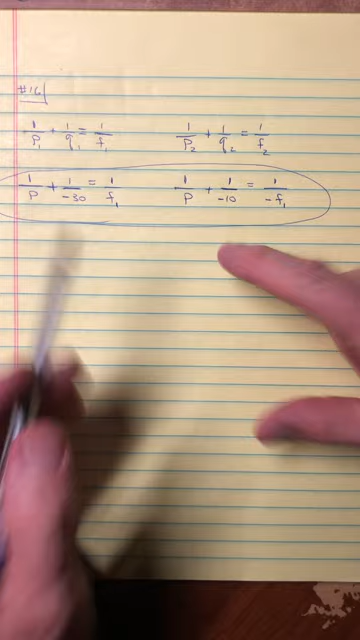 #16
1/P₁ + 1/q₁ = 1/f₁    1/P₂ + 1/q₂ = 1/f₂
1/P + 1/-30 = 1/f₁    1/P + 1/-10 = 1/-f₁